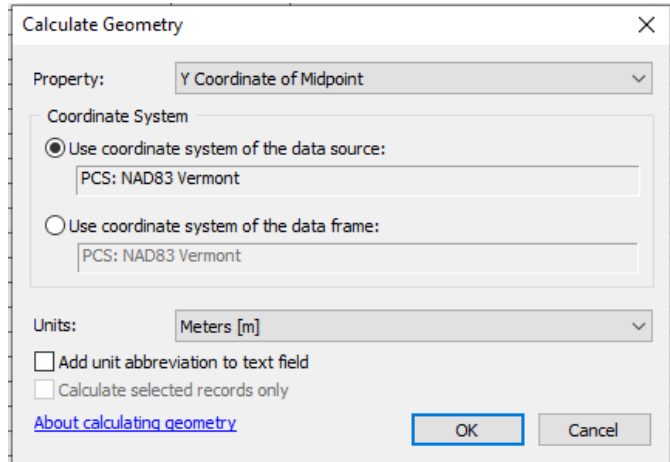 Calculate Geometry
Property: Y Coordinate of Midpoint
Coordinate System
Use coordinate system of the data source:
PCS: NAD83 Vermont
Use coordinate system of the data frame:
PCS: NAD83 Vermont
Units: Meters [m]
Add unit abbreviation to text field
Calculate selected records only
About calculating geometry OK Cancel